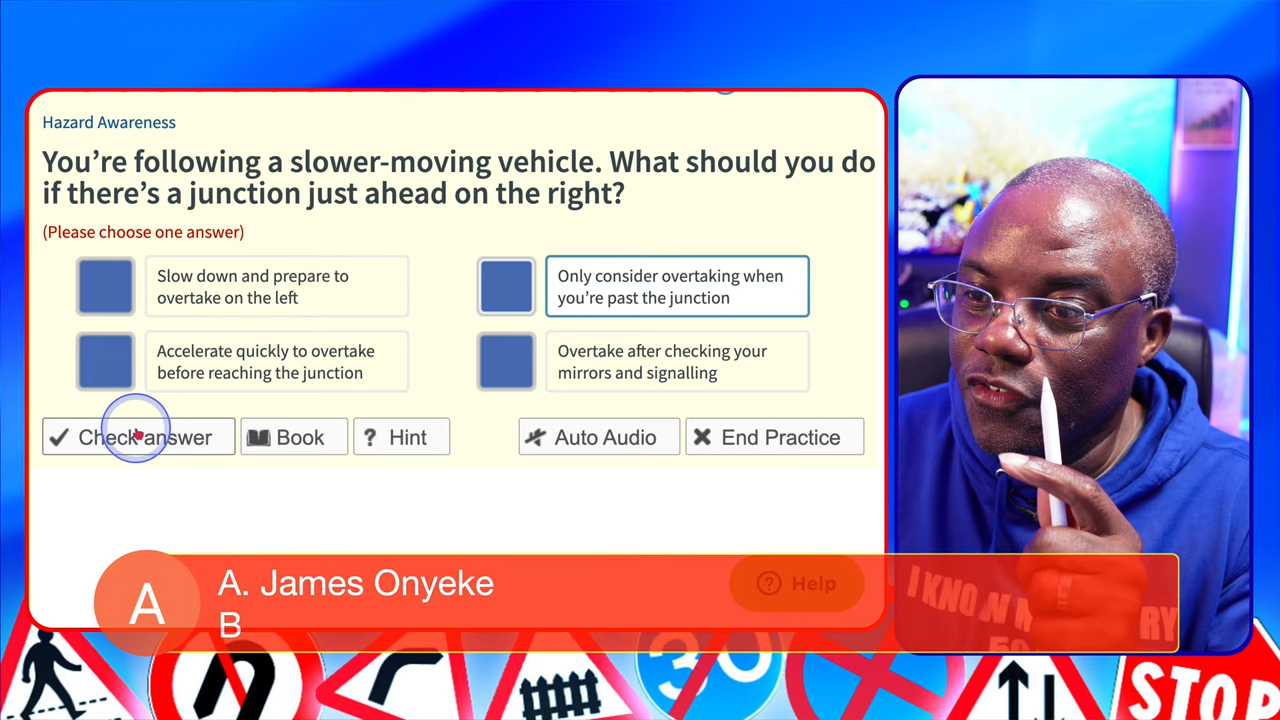 Hazard Awareness
You’re following a slower-moving vehicle. What should you do
if there’s a junction just ahead on the right?
(Please choose one answer)
Slow down and prepare to
overtake on the left
Only consider overtaking when
you’re past the junction
Accelerate quickly to overtake
before reaching the junction
Overtake after checking your
mirrors and signalling
Check answer
Book
? Hint
Auto Audio
End Practice
A
A. James Onyeke
B
? Help
I KNOW
RY
30
STOP